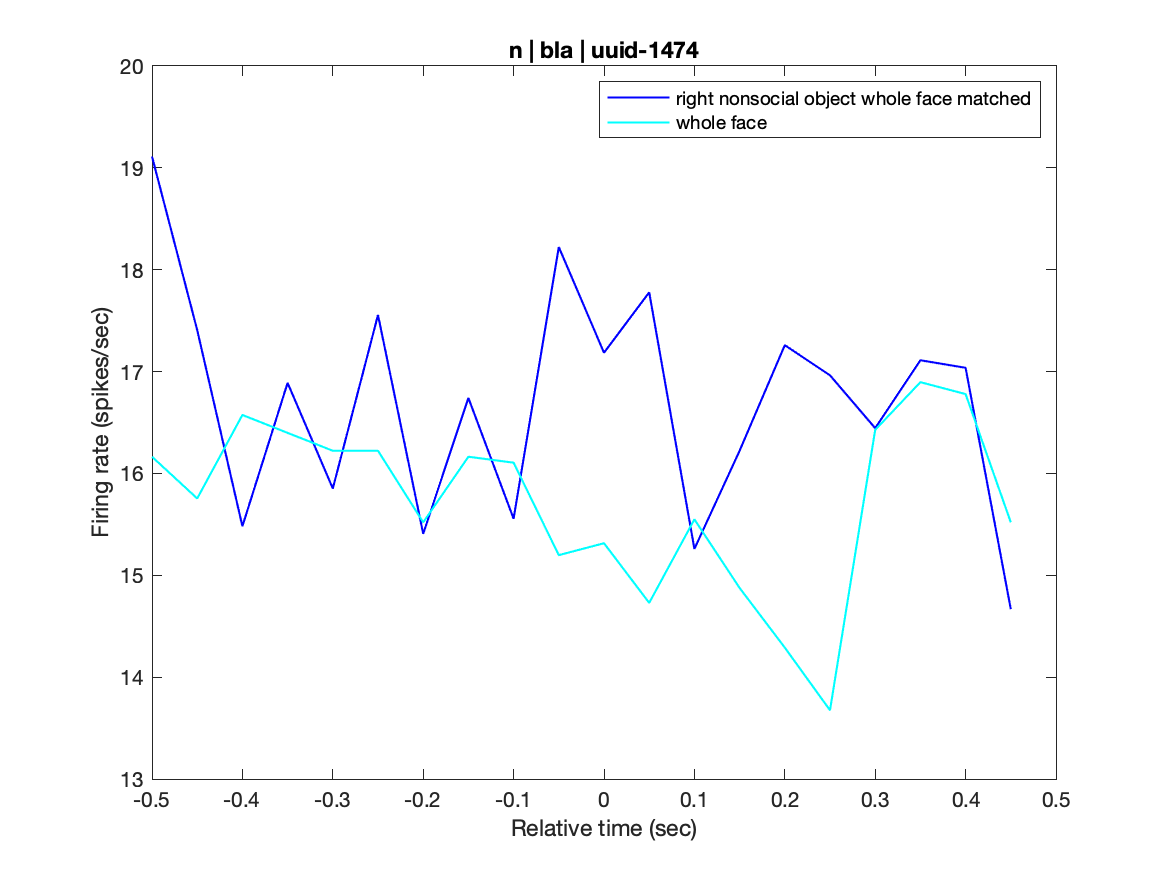 n | bla | uuid-1474
20
right nonsocial object whole face matched
whole face
19
18
17
16
15
14
13
Firing rate (spikes/sec)
-0.5 -0.4 -0.3 -0.2 -0.1 0 0.1 0.2 0.3 0.4 0.5
Relative time (sec)